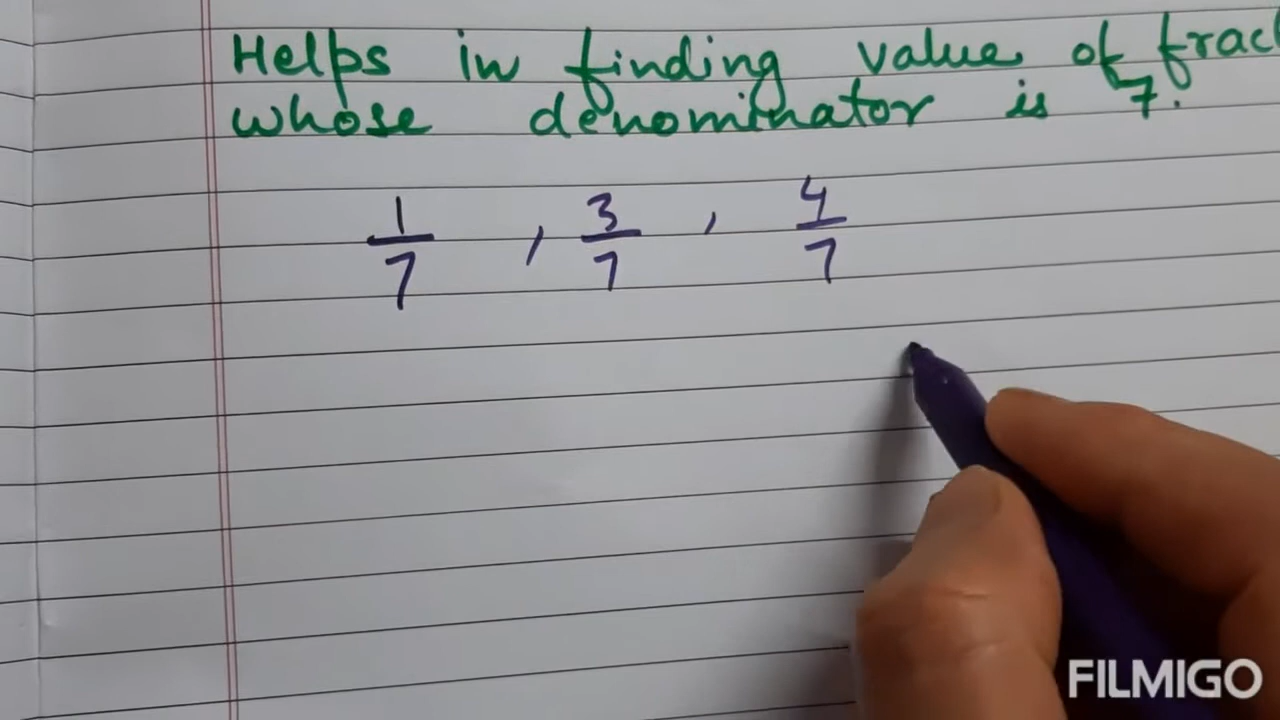 Helps in finding value of frac
whose denominator is 7.
1/7 , 3/7 , 4/7
FILMIGO